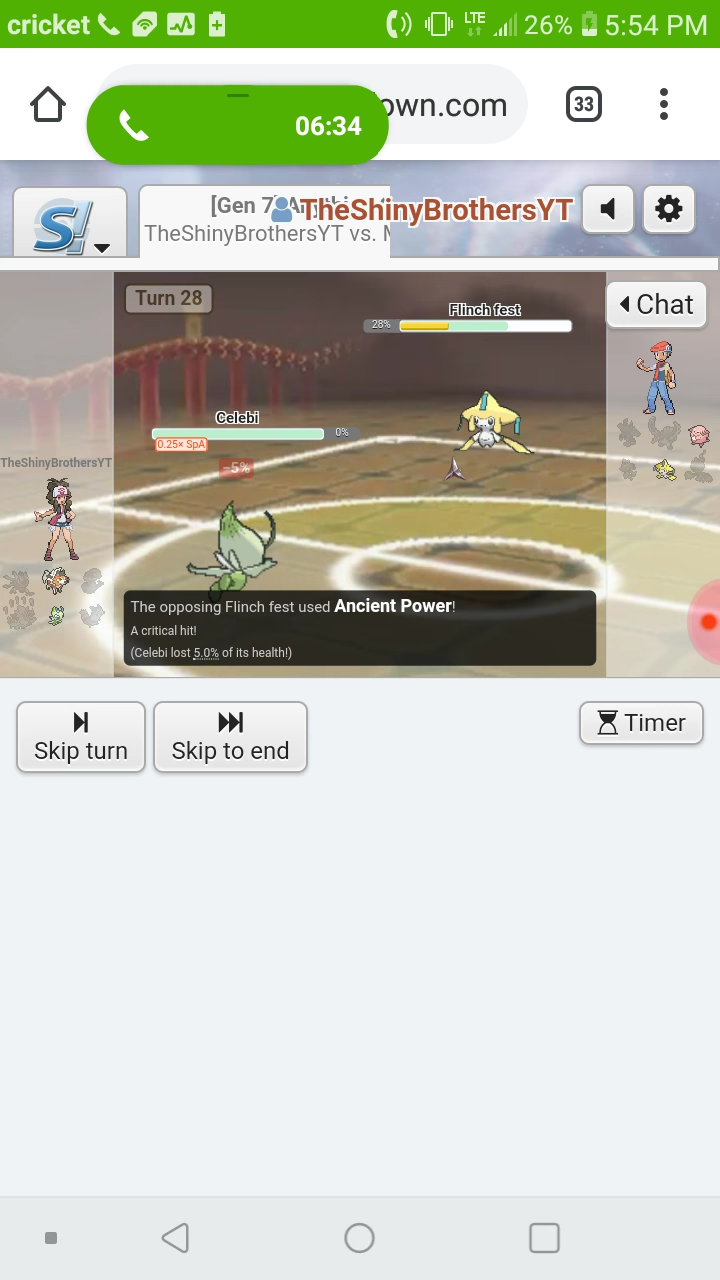 cricket LTE 26% 5:54 PM
06:34 own.com 33
[Gen 7] TheShinyBrothersYT
TheShinyBrothersYT vs.
Turn 28
Chat
Flinch fest
28%
Celebi
0%
0.25× SpA
−5%
TheShinyBrothersYT
The opposing Flinch fest used Ancient Power!
A critical hit!
(Celebi lost 5.0% of its health!)
Skip turn Skip to end Timer